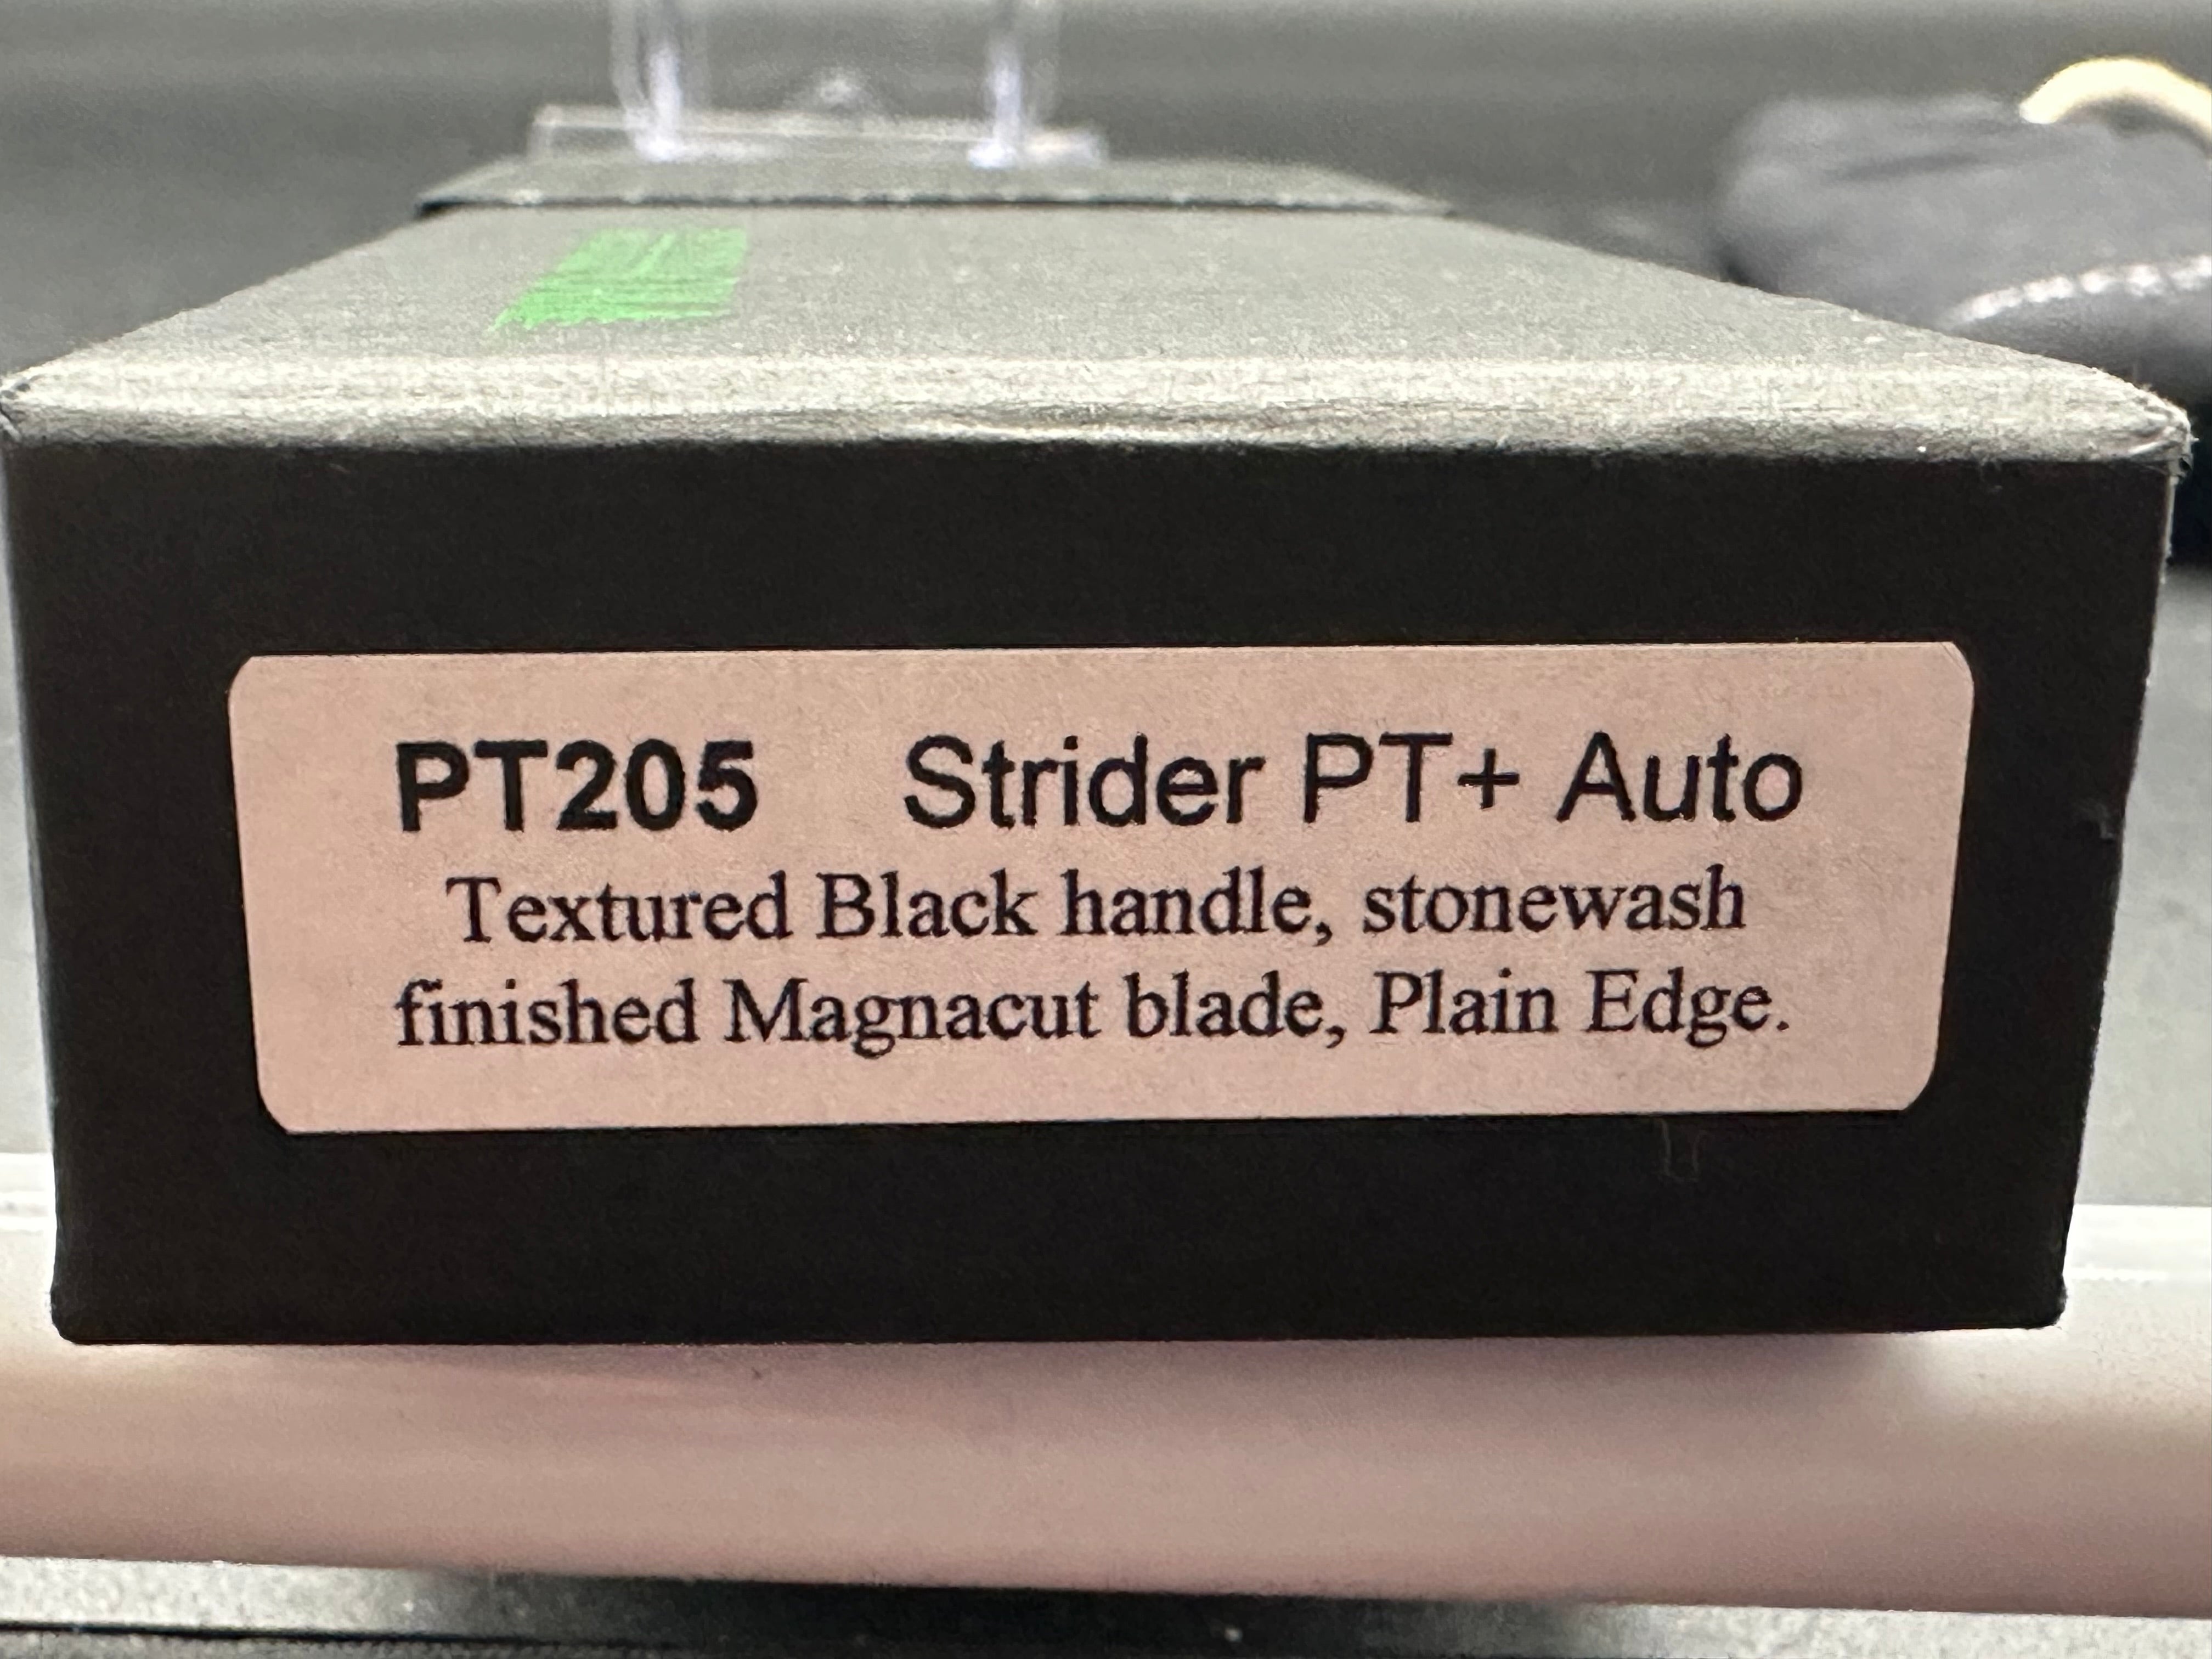 PT205 Strider PT+ Auto
Textured Black handle, stonewash
finished Magnacut blade, Plain Edge.